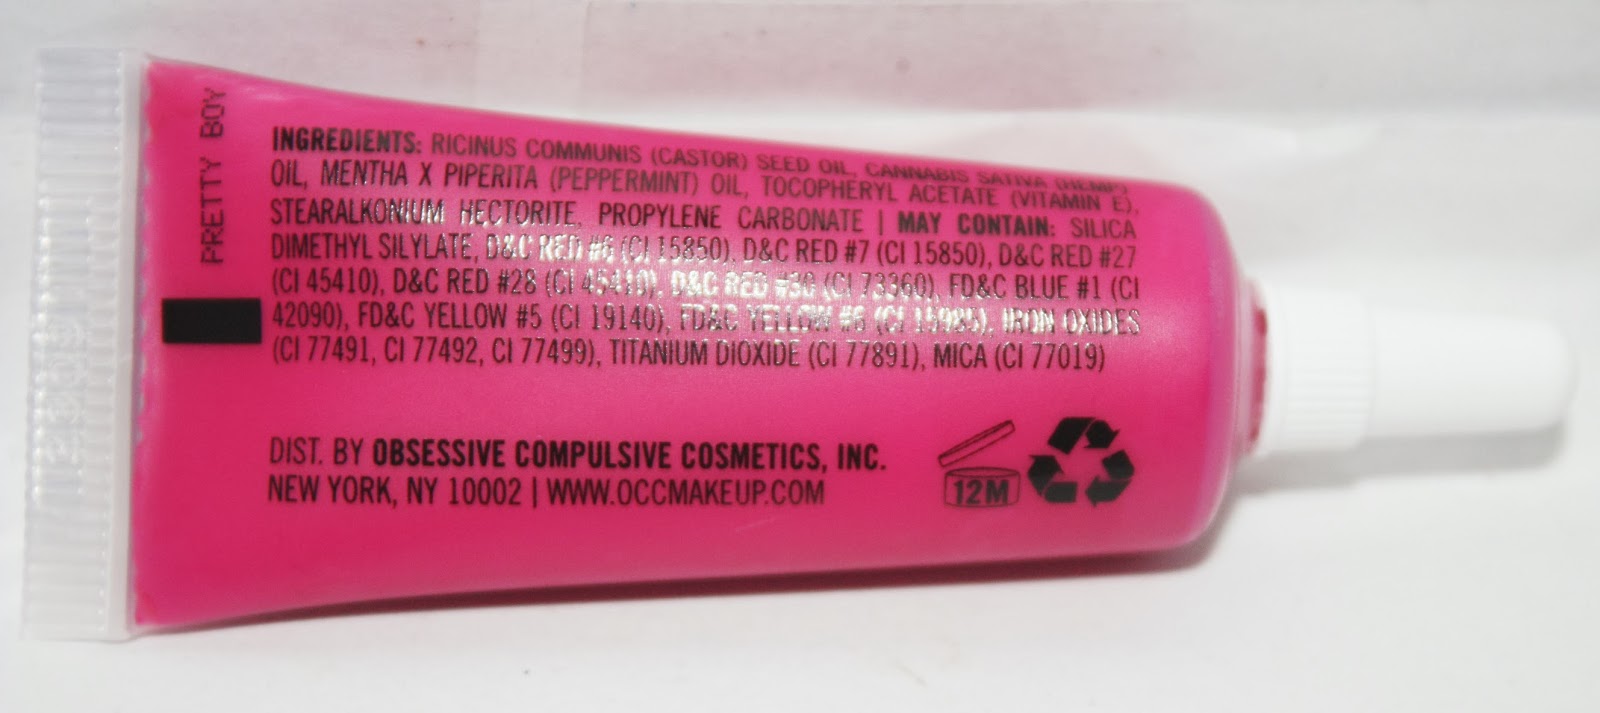 PRETTY BOY
INGREDIENTS: RICINUS COMMUNIS (CASTOR) SEED OIL, CANNABIS SATIVA (HEMP)
OIL, MENTHA X PIPERITA (PEPPERMINT) OIL, TOCOPHERYL ACETATE (VITAMIN E),
STEARALKONIUM HECTORITE, PROPYLENE CARBONATE | MAY CONTAIN: SILICA
DIMETHYL SILYLATE, D&C RED #6 (CI 15850), D&C RED #7 (CI 15850), D&C RED #27
(CI 45410), D&C RED #28 (CI 45410), D&C RED #30 (CI 73360), FD&C BLUE #1 (CI
42090), FD&C YELLOW #5 (CI 19140), FD&C YELLOW #6 (CI 15985), IRON OXIDES
(CI 77491, CI 77492, CI 77499), TITANIUM DIOXIDE (CI 77891), MICA (CI 77019)
DIST. BY OBSESSIVE COMPULSIVE COSMETICS, INC.
NEW YORK, NY 10002 | WWW.OCCMAKEUP.COM
12M